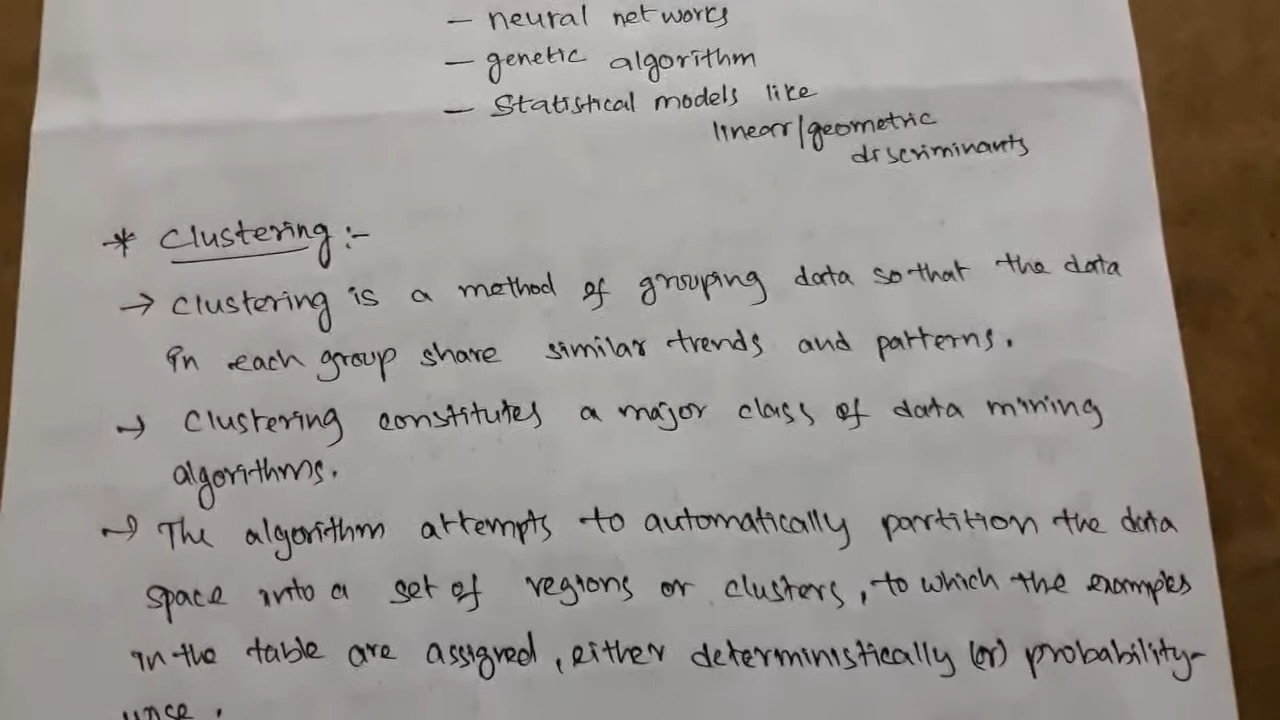 – neural networks
– genetic algorithm
– Statistical models like
linear/geometric
discriminants
* Clustering :-
→ clustering is a method of grouping data so that the data
in each group share similar trends and patterns.
→ Clustering constitutes a major class of data mining
algorithms.
→ The algorithm attempts to automatically partition the data
space into a set of regions or clusters, to which the examples
in the table are assigned, either deterministically (or) probability-